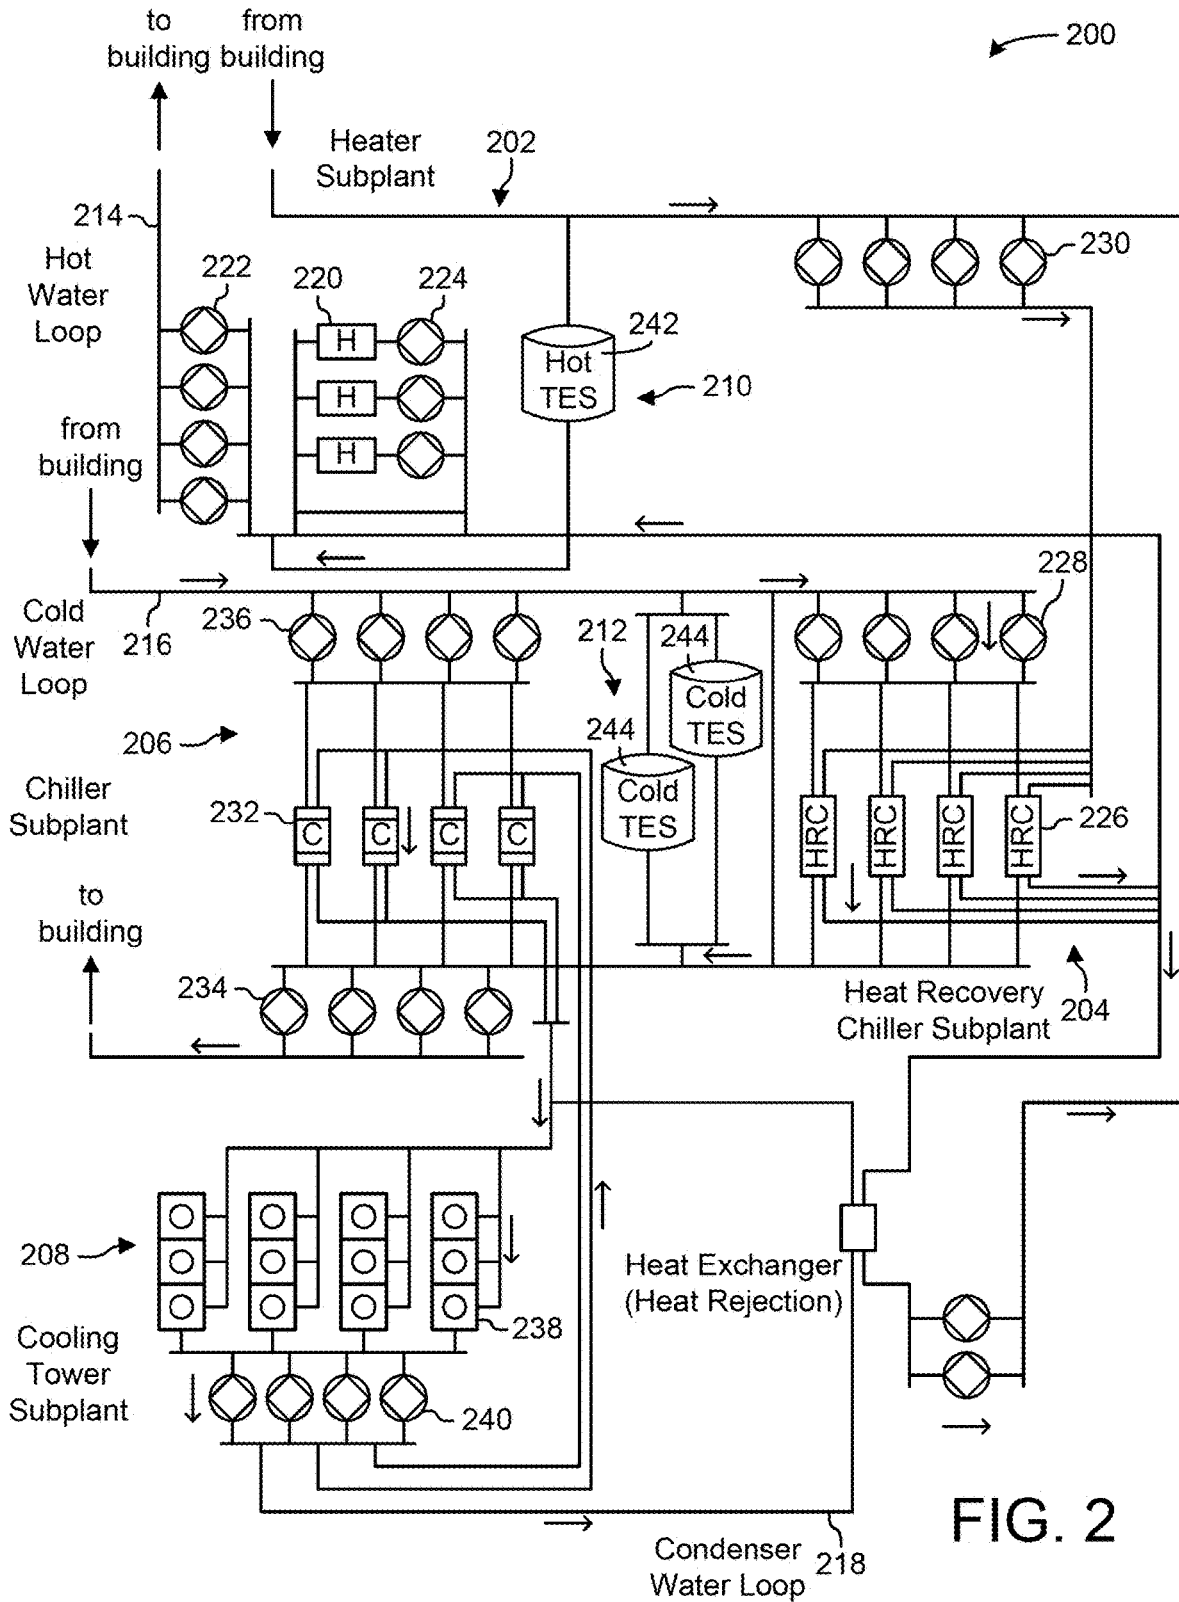 to
building
from
building
200
Heater
Subplant
202
214
Hot
Water
Loop
222
220
224
230
H
H
H
Hot
TES
242
210
from
building
228
Cold
Water
Loop
216
236
212
244
Cold
TES
244
Cold
TES
206
Chiller
Subplant
232
C
C
C
C
HRC
HRC
HRC
HRC
226
to
building
234
Heat Recovery
Chiller Subplant
204
208
Heat Exchanger
(Heat Rejection)
238
Cooling
Tower
Subplant
240
FIG. 2
Condenser
Water Loop
218